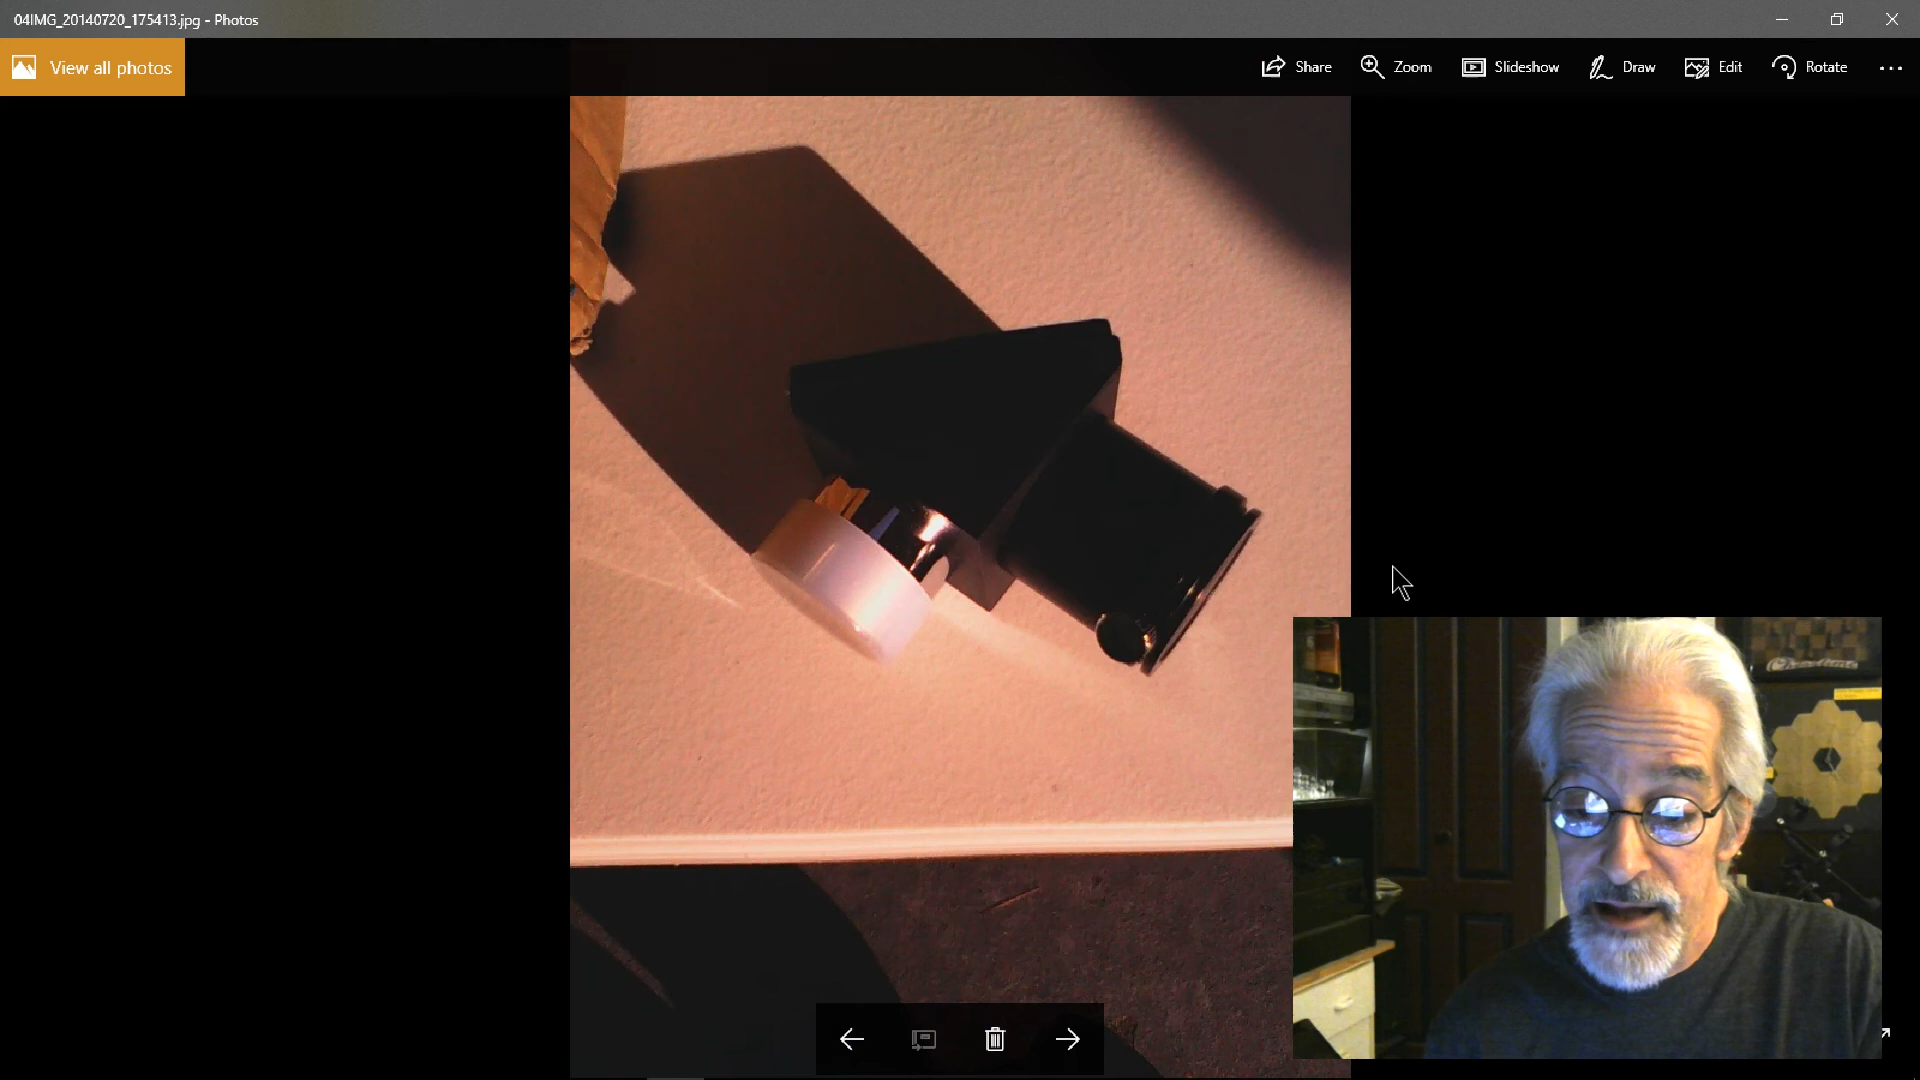 04IMG_20140720_175413.jpg - Photos
View all photos
Share
Zoom
Slideshow
Draw
Edit
Rotate